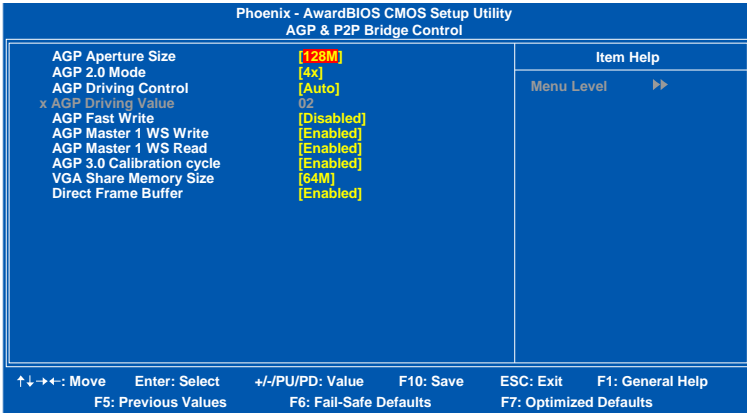 Phoenix - AwardBIOS CMOS Setup Utility
AGP & P2P Bridge Control
AGP Aperture Size [128M]
AGP 2.0 Mode [4x]
AGP Driving Control [Auto]
x AGP Driving Value 02
AGP Fast Write [Disabled]
AGP Master 1 WS Write [Enabled]
AGP Master 1 WS Read [Enabled]
AGP 3.0 Calibration cycle [Enabled]
VGA Share Memory Size [64M]
Direct Frame Buffer [Enabled]
Item Help
Menu Level
↑↓→←: Move Enter: Select +/-/PU/PD: Value F10: Save ESC: Exit F1: General Help
F5: Previous Values F6: Fail-Safe Defaults F7: Optimized Defaults